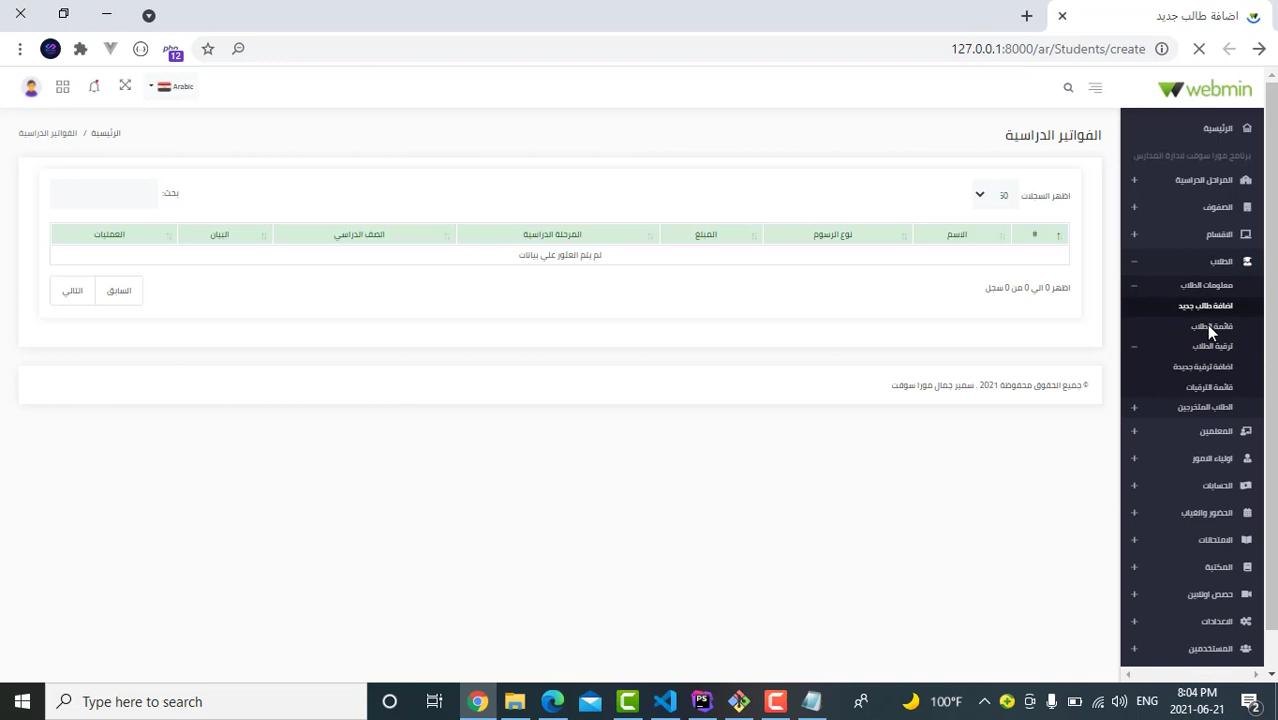 اضافة طالب جديد
127.0.0.1:8000/ar/Students/create
php
12
webmin
Arabic
الرئيسية
برنامج مورا سوفت لادارة المدارس
المراحل الدراسية
الصفوف
الاقسام
الطلاب
معلومات الطلاب
اضافة طالب جديد
قائمة الطلاب
ترقية الطلاب
اضافة ترقية جديدة
قائمة الترقيات
الطلاب المتخرجين
المعلمين
اولياء الامور
الحسابات
الحضور والغياب
الامتحانات
المكتبة
حصص اونلاين
الاعدادات
المستخدمين
الفواتير الدراسية
الرئيسية / الفواتير الدراسية
اظهر السجلات 50
بحث:
# الاسم نوع الرسوم المبلغ المرحلة الدراسية الصف الدراسي البيان العمليات
لم يتم العثور علي بيانات
اظهر 0 الي 0 من 0 سجل
السابق التالي
© جميع الحقوق محفوظة 2021 . سمير جمال مورا سوفت
Type here to search
PS
100°F
ENG
8:04 PM
2021-06-21
2